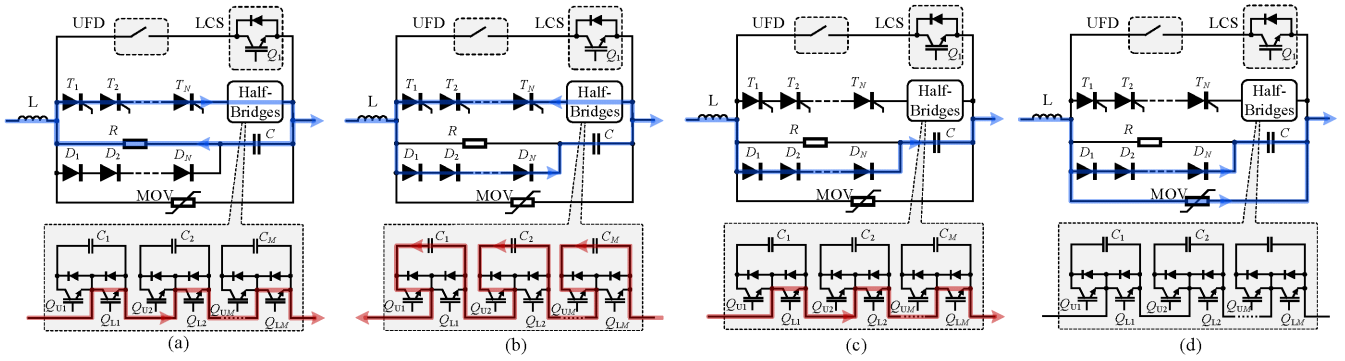 UFD LCS
Q1
T1 T2 TN
Half-
Bridges
L
R C
D1 D2 DN
MOV
C1 C2 CM
QU1 QL1 QU2 QL2 QUM QLM
(a)
UFD LCS
Q1
T1 T2 TN
Half-
Bridges
L
R C
D1 D2 DN
MOV
C1 C2 CM
QU1 QL1 QU2 QL2 QUM QLM
(b)
UFD LCS
Q1
T1 T2 TN
Half-
Bridges
L
R C
D1 D2 DN
MOV
C1 C2 CM
QU1 QL1 QU2 QL2 QUM QLM
(c)
UFD LCS
Q1
T1 T2 TN
Half-
Bridges
L
R C
D1 D2 DN
MOV
C1 C2 CM
QU1 QL1 QU2 QL2 QUM QLM
(d)